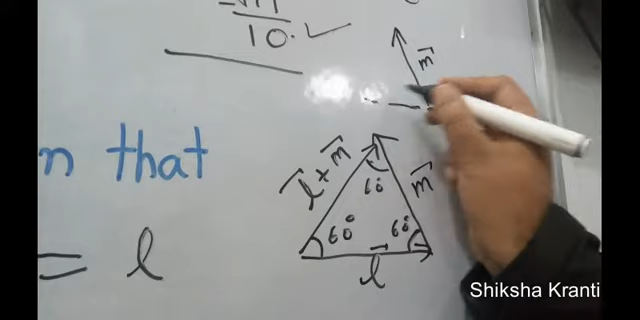 10.
m⃗
n that
l⃗ + m⃗
60°
m⃗
60°
60°
= l
l⃗
Shiksha Kranti